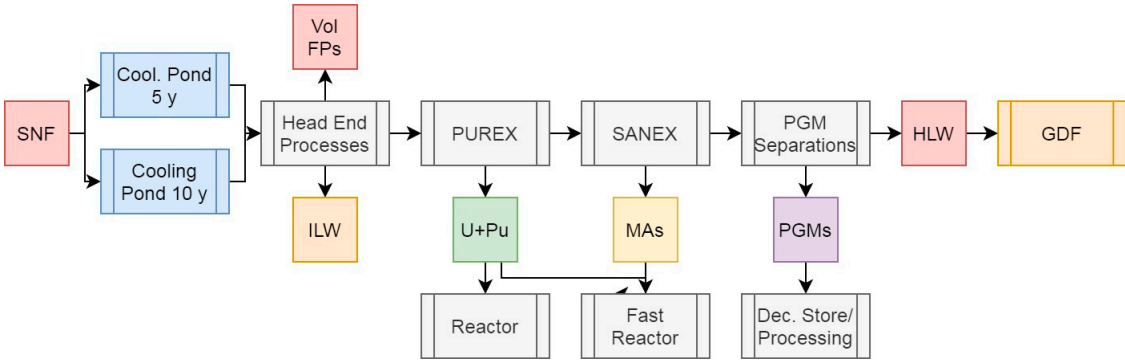 Vol
FPs
Cool. Pond
5 y
SNF
Head End
Processes
PUREX
SANEX
PGM
Separations
HLW
GDF
Cooling
Pond 10 y
ILW
U+Pu
MAs
PGMs
Reactor
Fast
Reactor
Dec. Store/
Processing